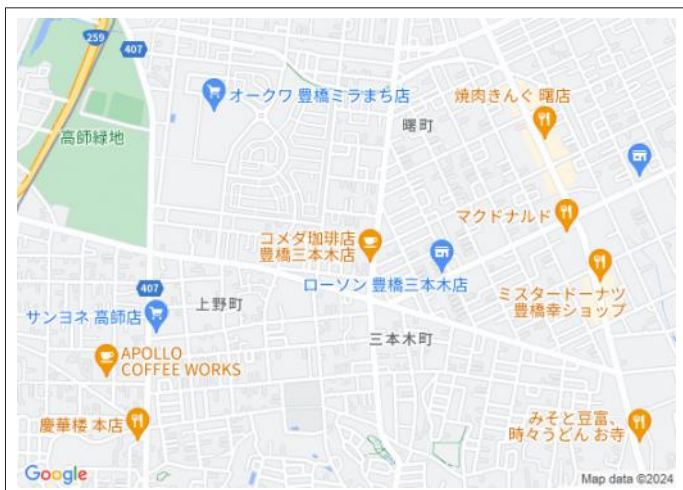 259
407
オークワ 豊橋ミラまち店
焼肉きんぐ 曙店
曙町
高師緑地
マクドナルド
コメダ珈琲店
豊橋三本木店
ローソン 豊橋三本木店
ミスタードーナツ
豊橋幸ショップ
407
上野町
サンヨネ 高師店
三本木町
APOLLO
COFFEE WORKS
慶華楼 本店
みそと豆富、
時々うどん お寺
Google
Map data ©2024